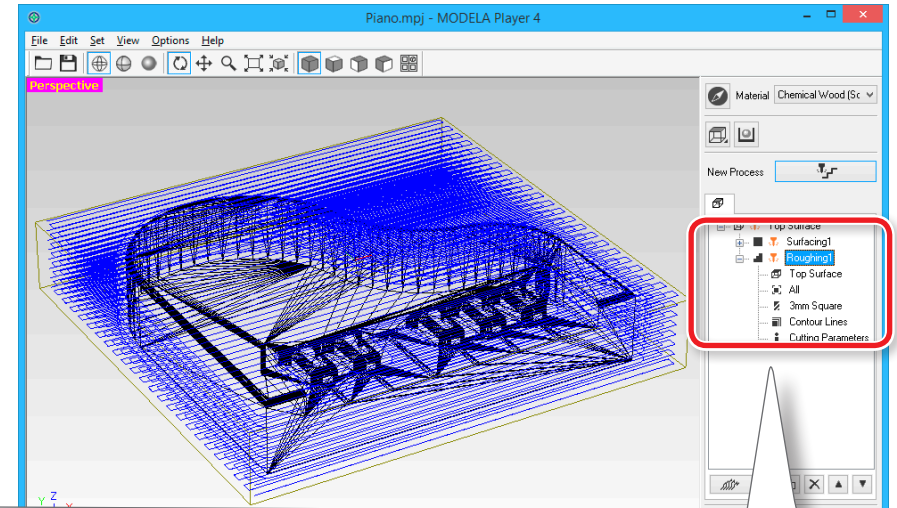 Piano.mpj - MODELA Player 4
File Edit Set View Options Help
Perspective
Material Chemical Wood (Sc
New Process
Top Surface
Surfacing1
Roughing1
Top Surface
All
3mm Square
Contour Lines
Cutting Parameters
Z
Y
X